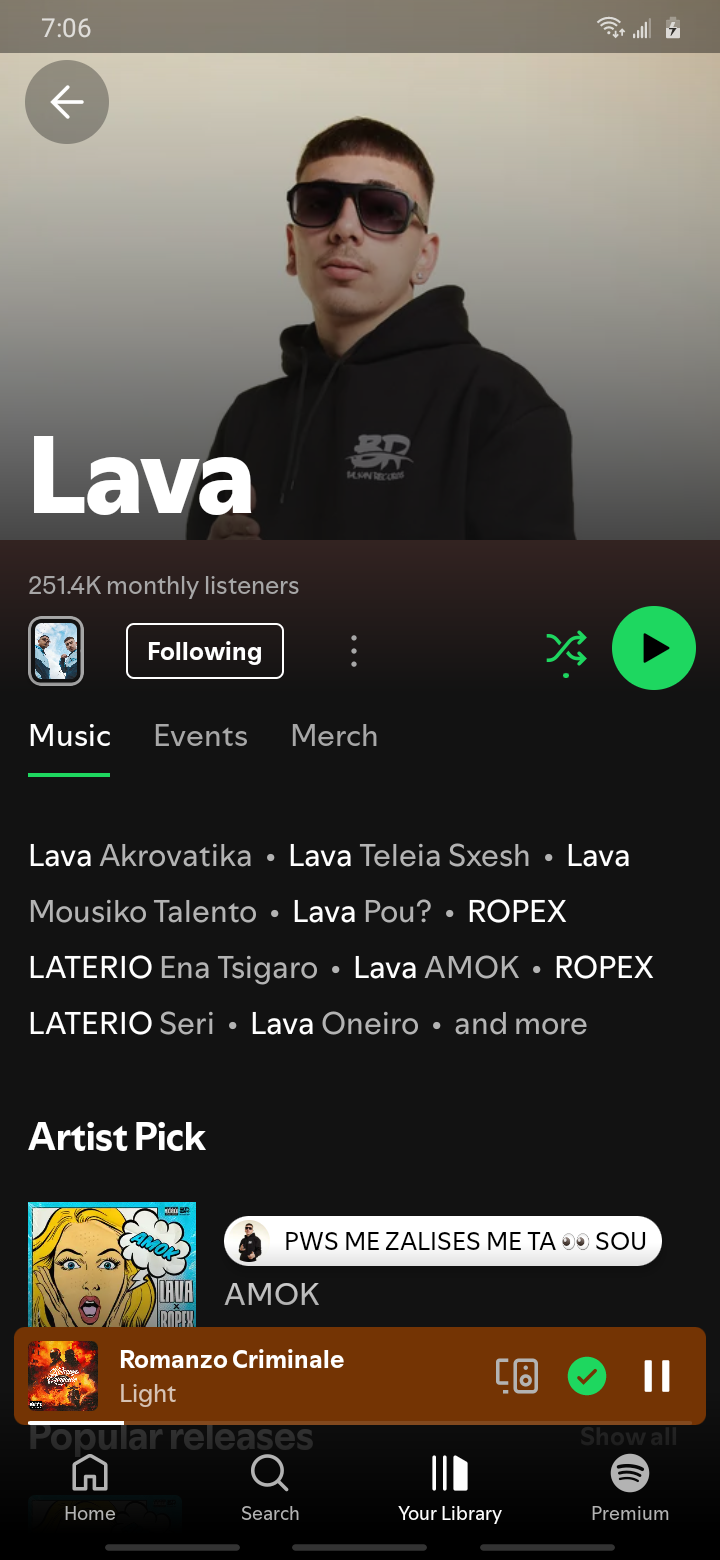 7:06
BR
BALKAN RECORDS
Lava
251.4K monthly listeners
Following
Music Events Merch
Lava Akrovatika • Lava Teleia Sxesh • Lava
Mousiko Talento • Lava Pou? • ROPEX
LATERIO Ena Tsigaro • Lava AMOK • ROPEX
LATERIO Seri • Lava Oneiro • and more
Artist Pick
AMOK
LAVA
X
ROPEX
PWS ME ZALISES ME TA 👀 SOU
AMOK
Romanzo Criminale
Light
Popular releases Show all
Home Search Your Library Premium